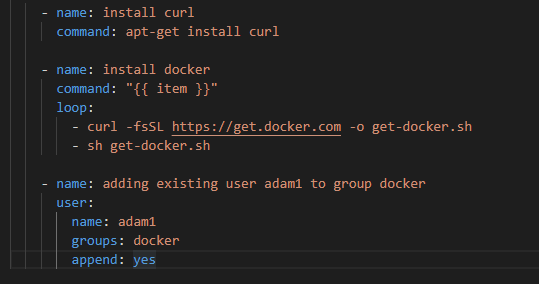 - name: install curl
  command: apt-get install curl

- name: install docker
  command: "{{ item }}"
  loop:
    - curl -fsSL https://get.docker.com -o get-docker.sh
    - sh get-docker.sh

- name: adding existing user adam1 to group docker
  user:
    name: adam1
    groups: docker
    append: yes